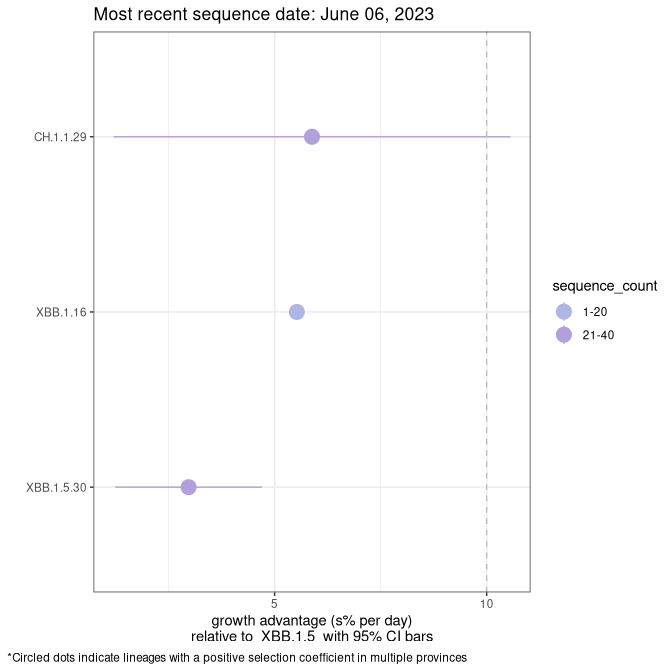 Most recent sequence date: June 06, 2023
CH.1.1.29
XBB.1.16
XBB.1.5.30
5
10
growth advantage (s% per day)
relative to XBB.1.5 with 95% CI bars
sequence_count
1-20
21-40
*Circled dots indicate lineages with a positive selection coefficient in multiple provinces